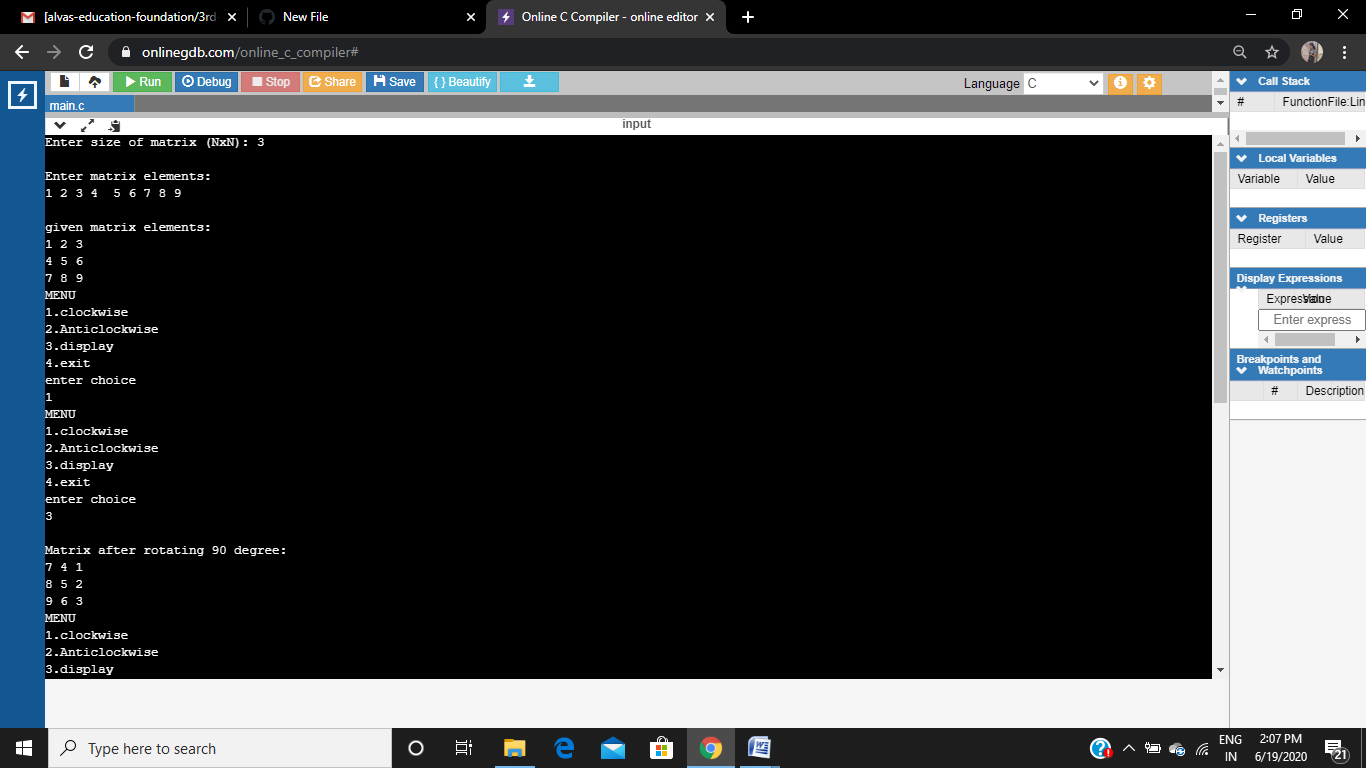 [alvas-education-foundation/3rd
New File
Online C Compiler - online editor
onlinegdb.com/online_c_compiler#
Run
Debug
Stop
Share
Save
{ } Beautify
Language
C
main.c
input
Enter size of matrix (NxN): 3
Enter matrix elements:
1 2 3 4  5 6 7 8 9
given matrix elements:
1 2 3
4 5 6
7 8 9
MENU
1.clockwise
2.Anticlockwise
3.display
4.exit
enter choice
1
MENU
1.clockwise
2.Anticlockwise
3.display
4.exit
enter choice
3
Matrix after rotating 90 degree:
7 4 1
8 5 2
9 6 3
MENU
1.clockwise
2.Anticlockwise
3.display
Call Stack
# FunctionFile:Lin
Local Variables
Variable Value
Registers
Register Value
Display Expressions
Expression Value
Enter express
Breakpoints and
Watchpoints
# Description
Type here to search
ENG
IN
2:07 PM
6/19/2020
21